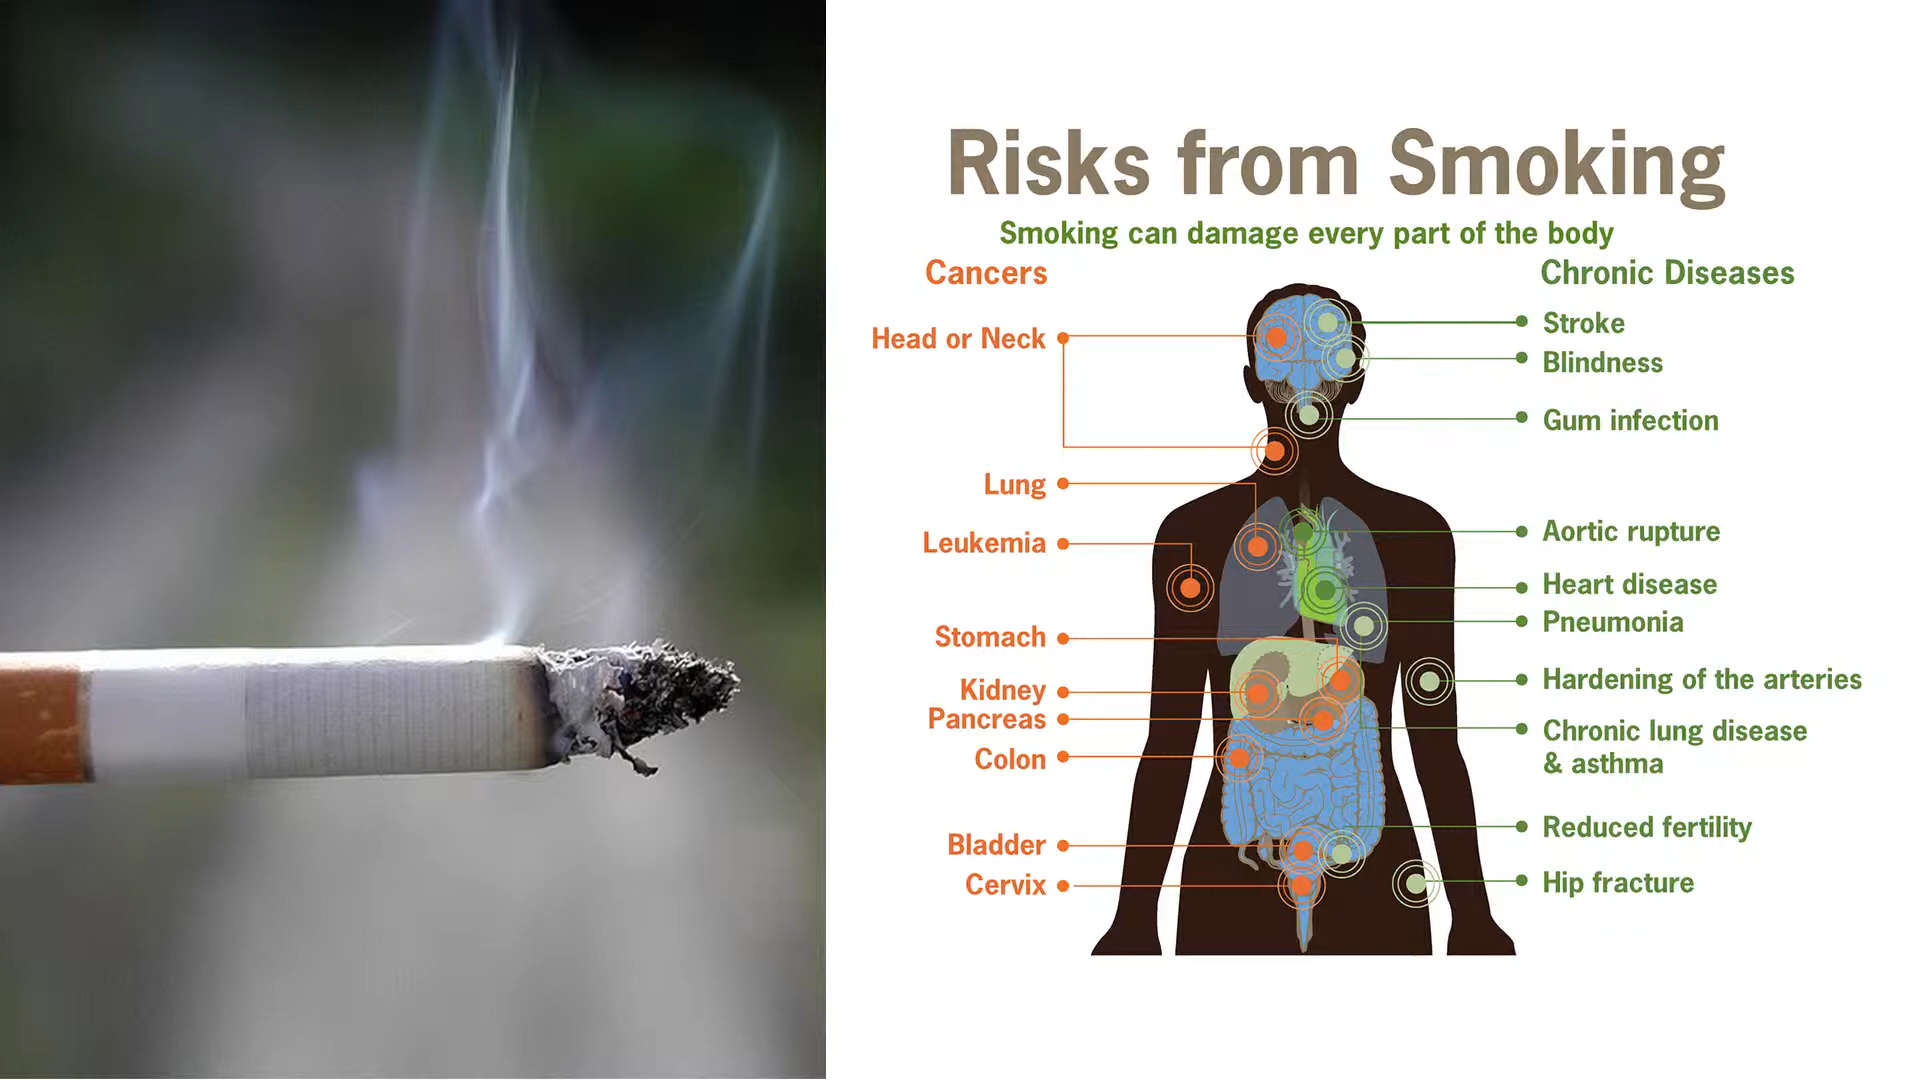 Risks from Smoking
Smoking can damage every part of the body
Cancers
Head or Neck
Lung
Leukemia
Stomach
Kidney
Pancreas
Colon
Bladder
Cervix
Chronic Diseases
Stroke
Blindness
Gum infection
Aortic rupture
Heart disease
Pneumonia
Hardening of the arteries
Chronic lung disease
& asthma
Reduced fertility
Hip fracture